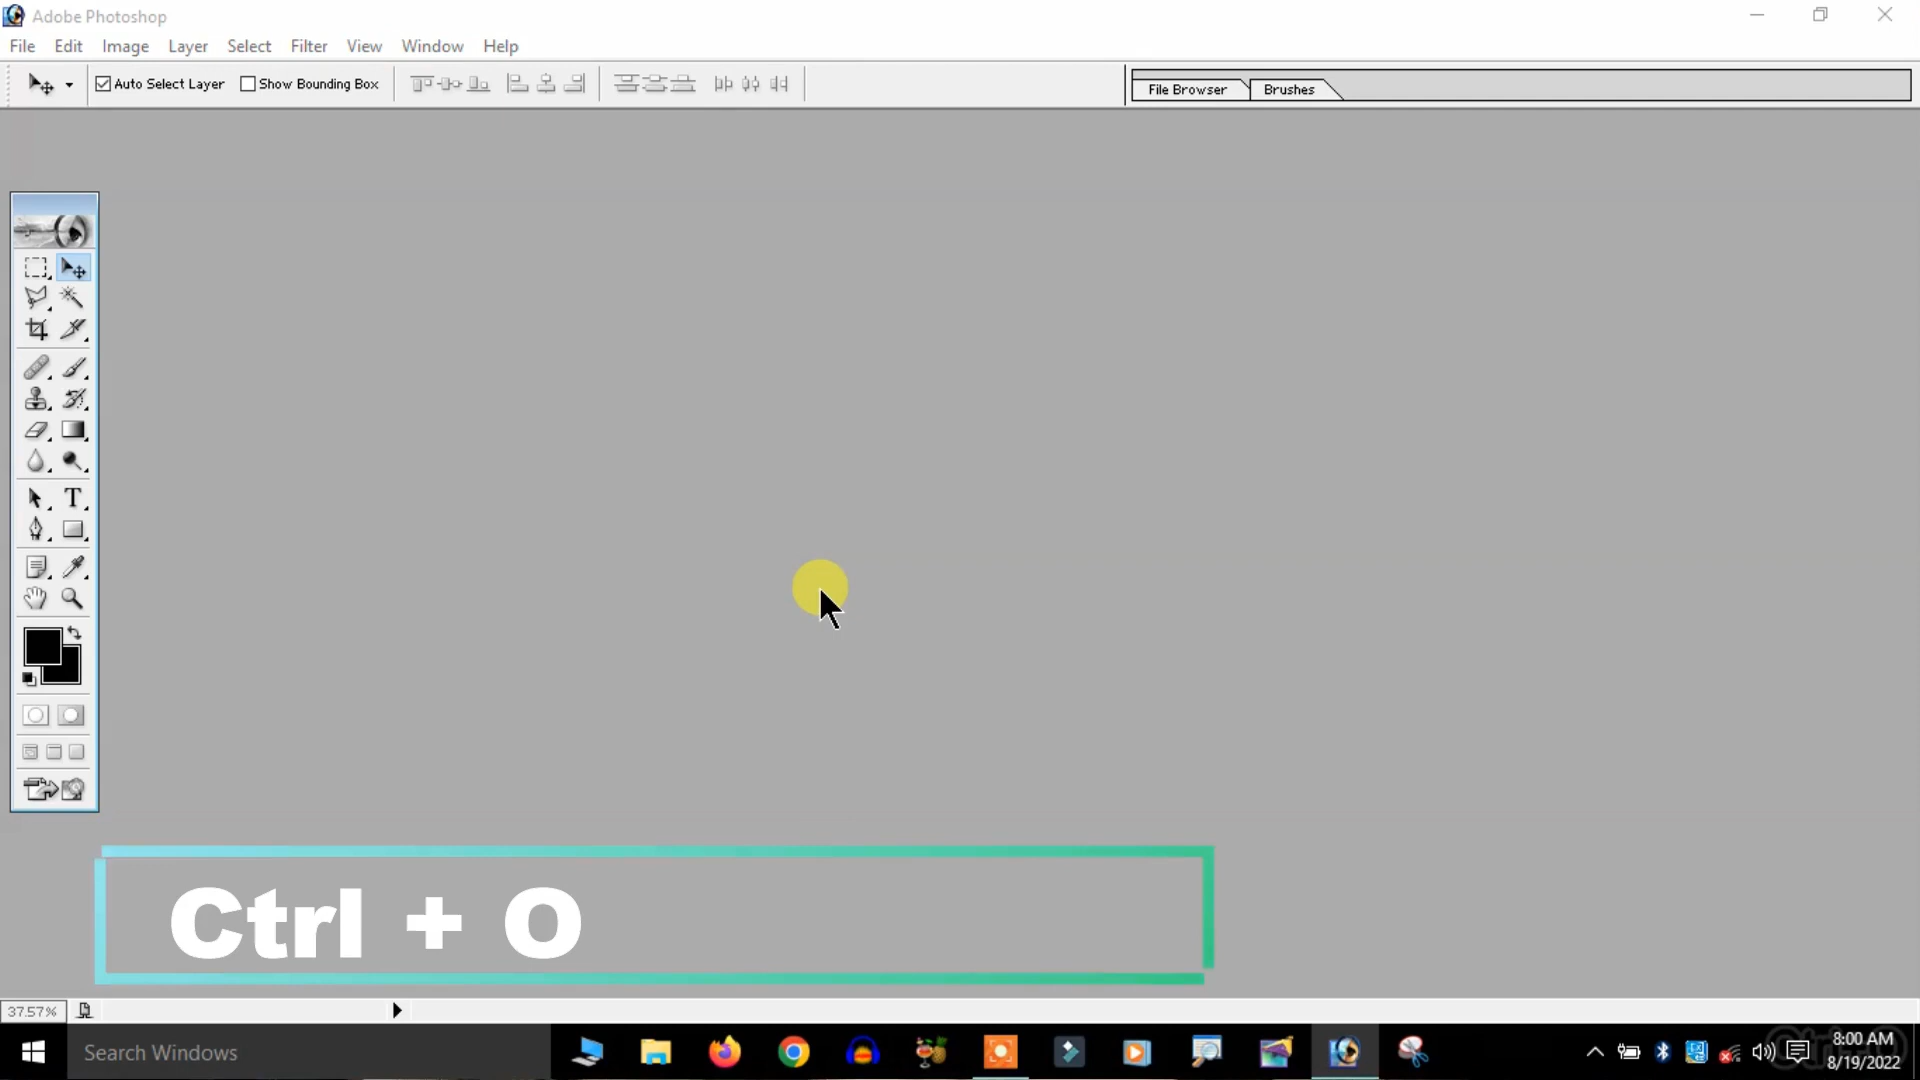 Adobe Photoshop
File Edit Image Layer Select Filter View Window Help
Auto Select Layer Show Bounding Box File Browser Brushes
T
Ctrl + O
37.57%
Search Windows
8:00 AM
8/19/2022